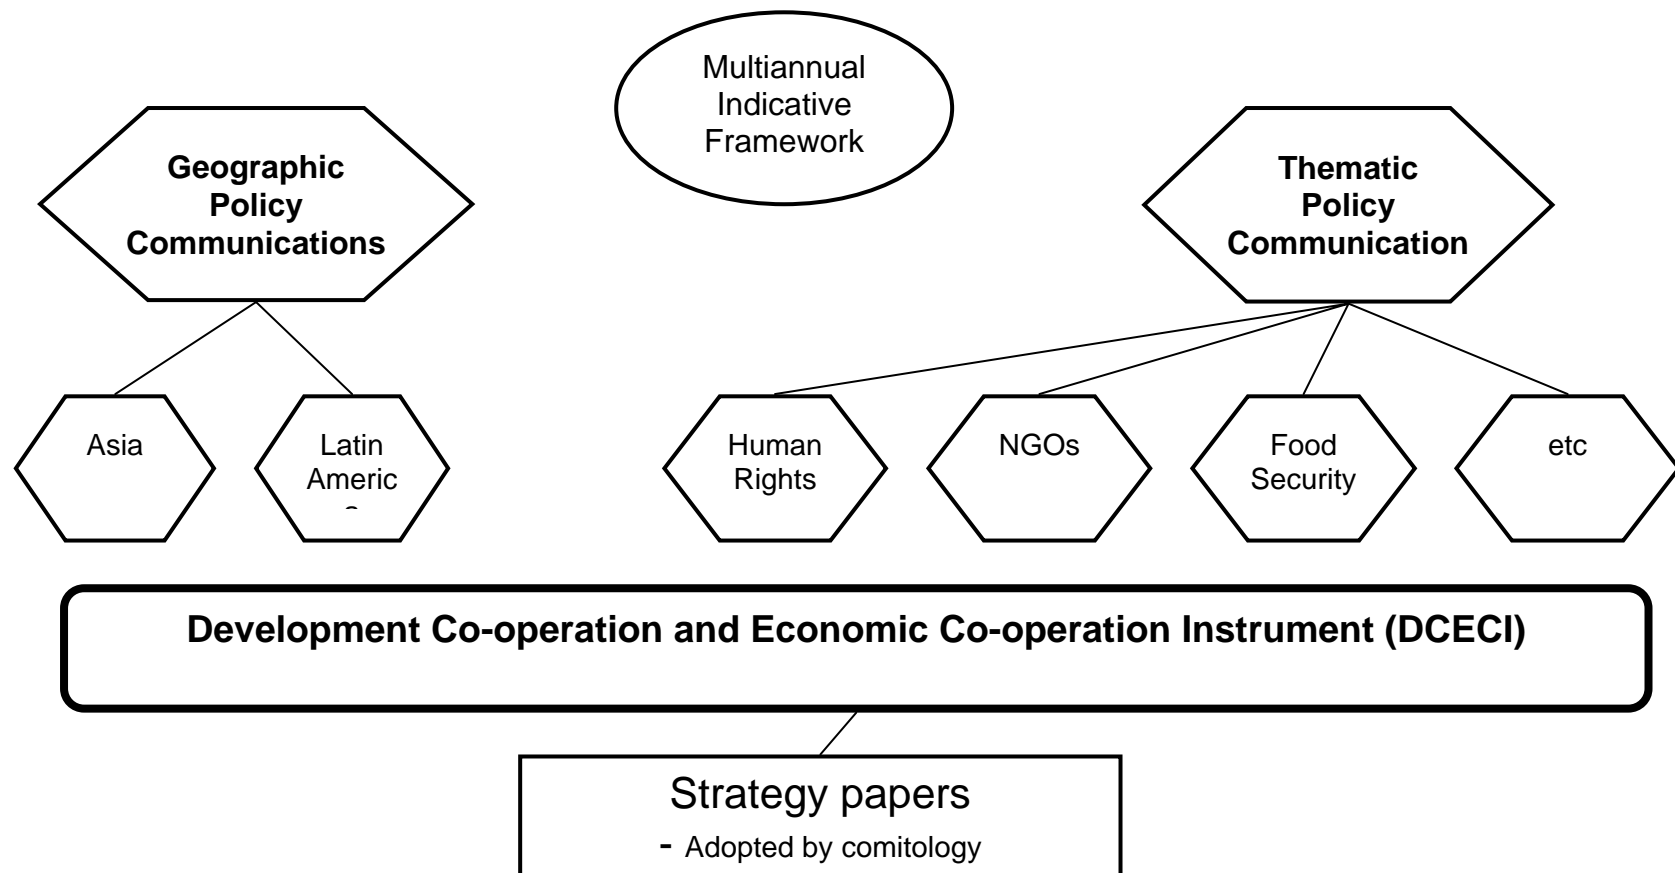 Multiannual
Indicative
Framework
Geographic
Policy
Communications
Thematic
Policy
Communication
Asia
Latin
Americ
Human
Rights
NGOs
Food
Security
etc
Development Co-operation and Economic Co-operation Instrument (DCECI)
Strategy papers
- Adopted by comitology